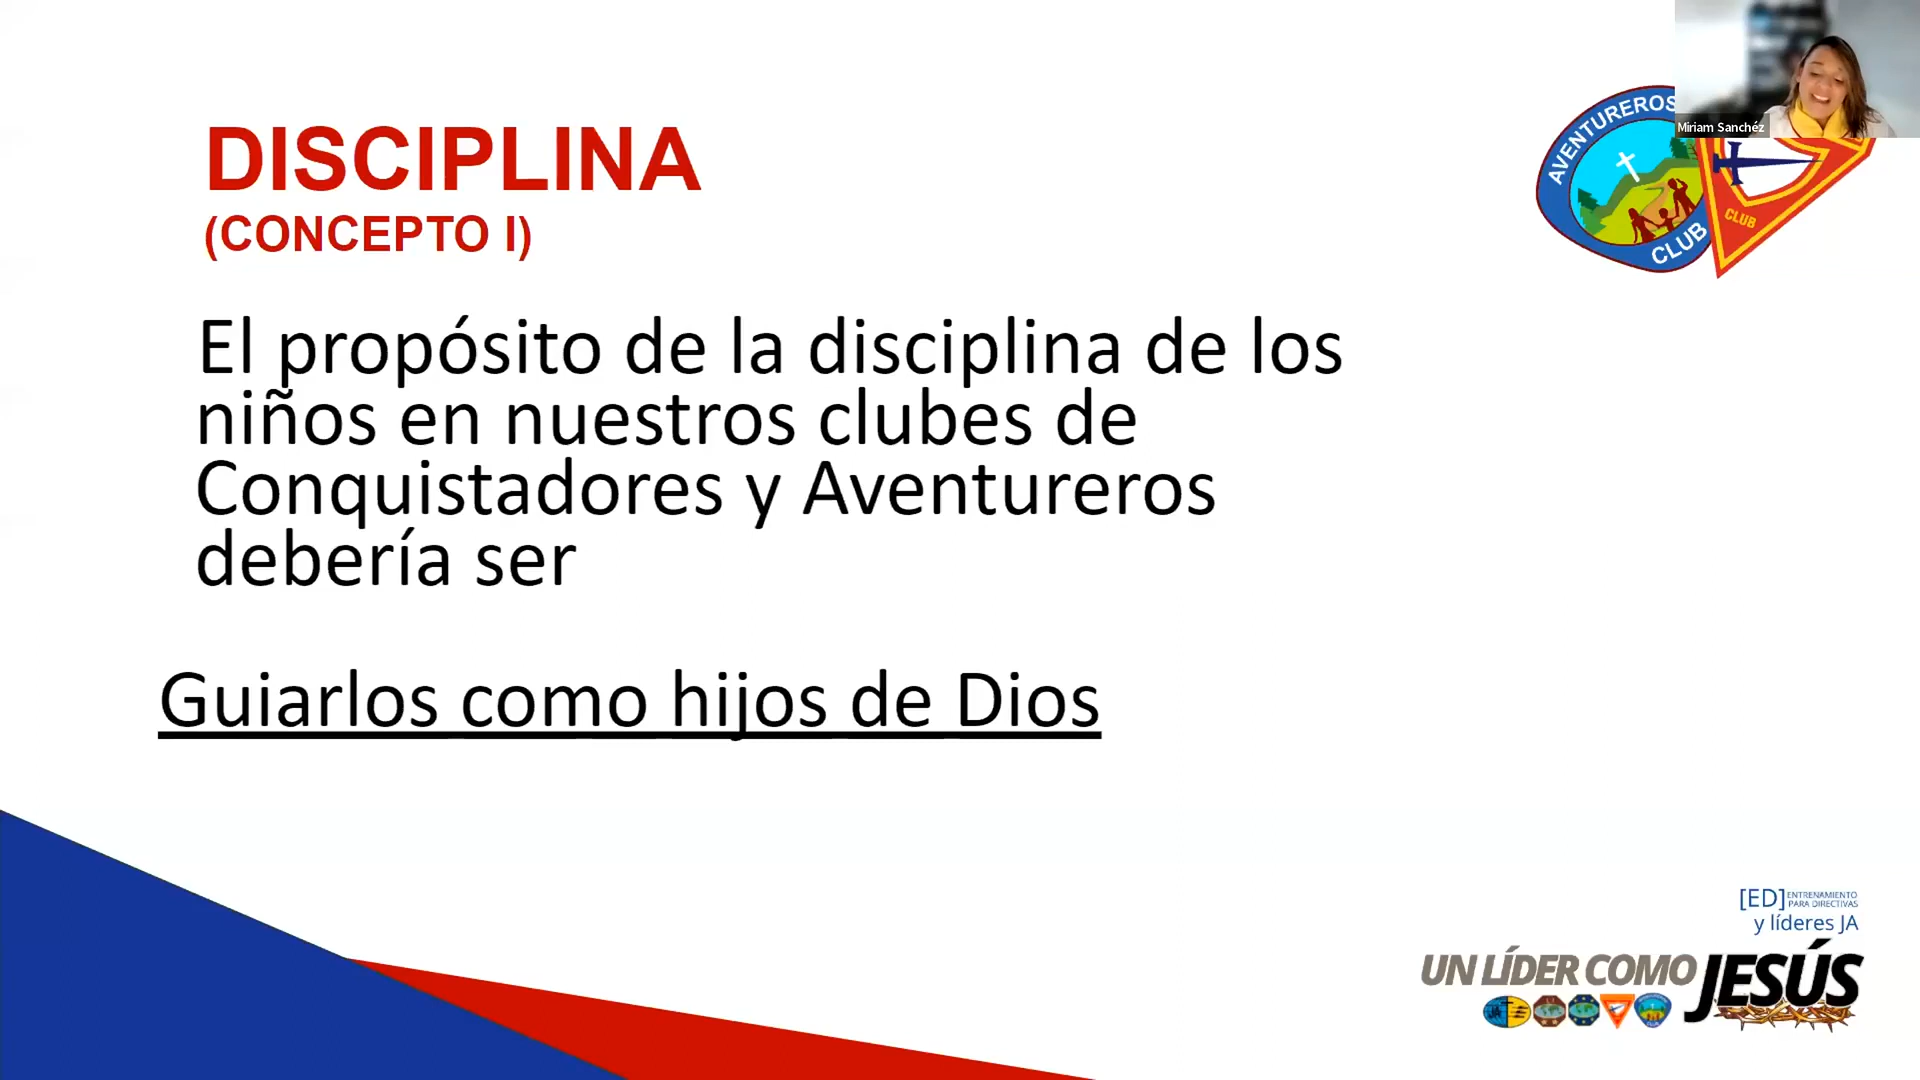 DISCIPLINA
(CONCEPTO I)
AVENTUREROS
CLUB
CLUB
Miriam Sanchéz
El propósito de la disciplina de los
niños en nuestros clubes de
Conquistadores y Aventureros
debería ser
Guiarlos como hijos de Dios
[ED] ENTRENAMIENTO
PARA DIRECTIVAS
y líderes JA
UN LÍDER COMO JESÚS